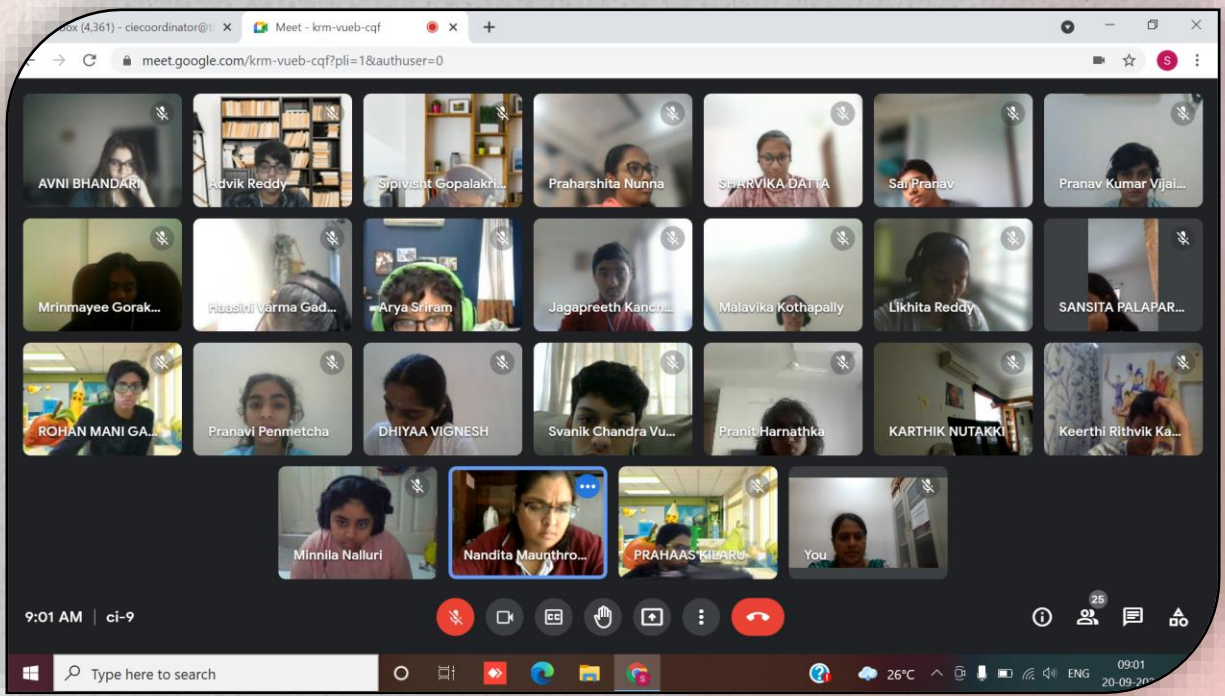 box (4,361) - ciecoordinator@t
Meet - krm-vueb-cqf
meet.google.com/krm-vueb-cqf?pli=1&authuser=0
S
AVNI BHANDARI
Advik Reddy
Sipivisht Gopalakri...
Praharshita Nunna
SHARVIKA DATTA
Sai Pranav
Pranav Kumar Vijai...
Mrinmayee Gorak...
Haasini Varma Gad...
Arya Sriram
Jagapreeth Kanch...
Malavika Kothapally
Likhita Reddy
SANSITA PALAPAR...
ROHAN MANI GA...
Pranavi Penmetcha
DHIYAA VIGNESH
Svanik Chandra Vu...
Pranit Harnathka
KARTHIK NUTAKKI
Keerthi Rithvik Ka...
Minnila Nalluri
Nandita Maunthro...
PRAHAAS KILARU
You
9:01 AM | ci-9
CC
25
Type here to search
26°C
ENG
09:01
20-09-20